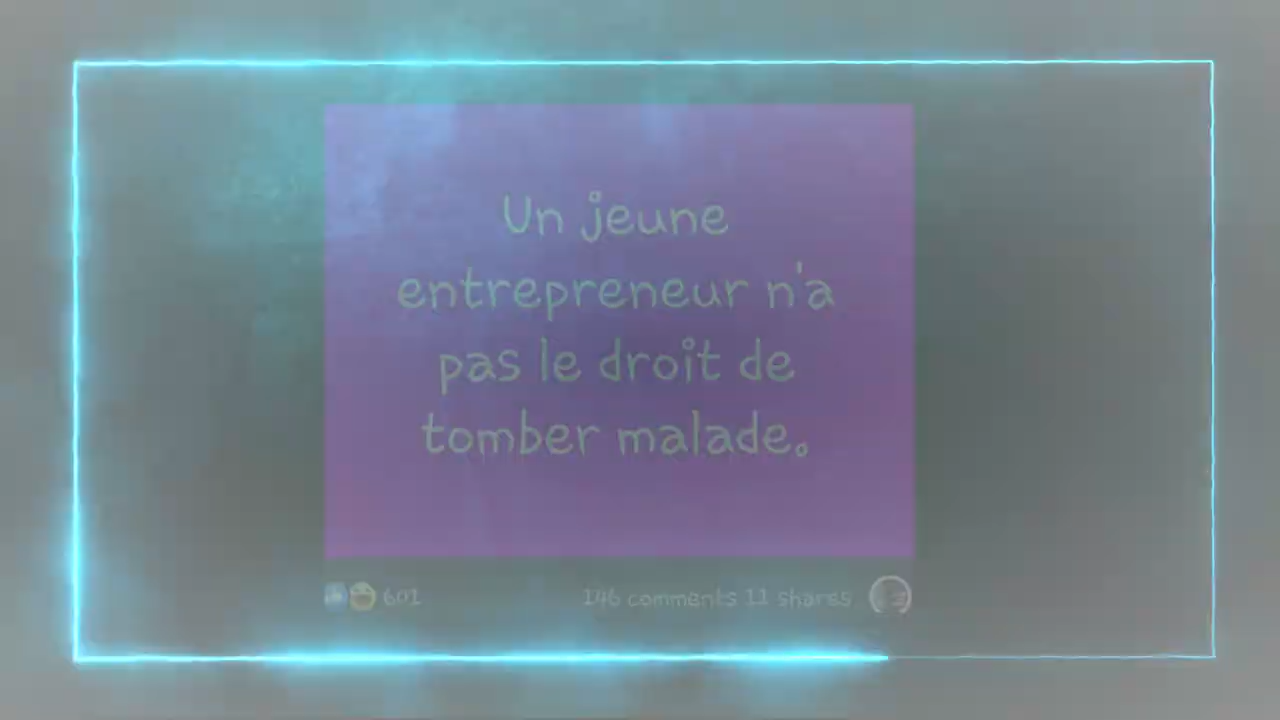 Un jeune
entrepreneur n'a
pas le droit de
tomber malade.
601
146 comments 11 shares